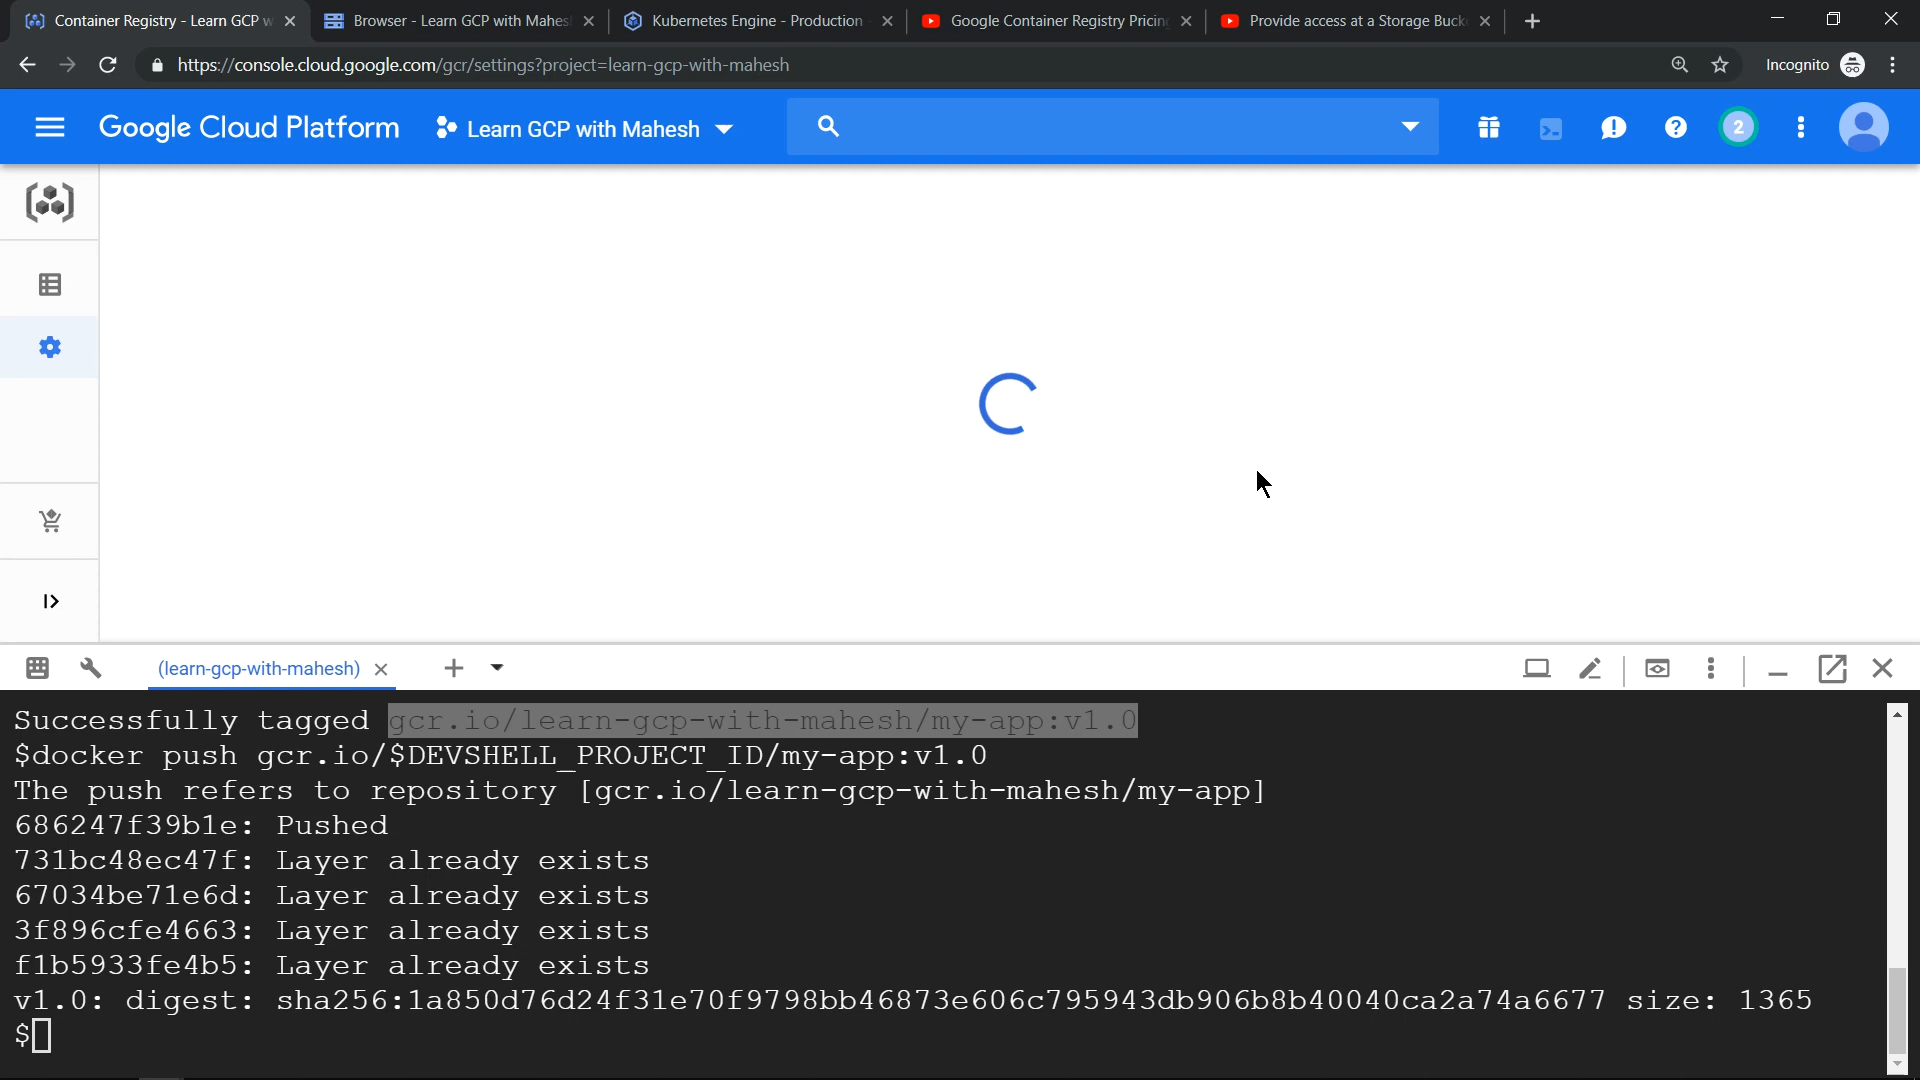 Container Registry - Learn GCP w
Browser - Learn GCP with Mahes
Kubernetes Engine - Production
Google Container Registry Pricin
Provide access at a Storage Buck
https://console.cloud.google.com/gcr/settings?project=learn-gcp-with-mahesh
Incognito
Google Cloud Platform
Learn GCP with Mahesh
2
(learn-gcp-with-mahesh)
Successfully tagged gcr.io/learn-gcp-with-mahesh/my-app:v1.0
$docker push gcr.io/$DEVSHELL_PROJECT_ID/my-app:v1.0
The push refers to repository [gcr.io/learn-gcp-with-mahesh/my-app]
686247f39b1e: Pushed
731bc48ec47f: Layer already exists
67034be71e6d: Layer already exists
3f896cfe4663: Layer already exists
f1b5933fe4b5: Layer already exists
v1.0: digest: sha256:1a850d76d24f31e70f9798bb46873e606c795943db906b8b40040ca2a74a6677 size: 1365
$